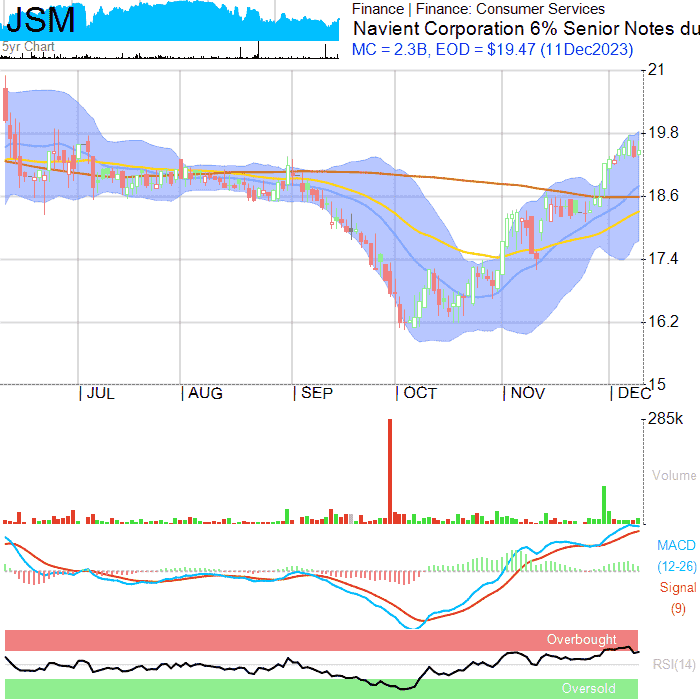 JSM
5yr Chart
Finance | Finance: Consumer Services
Navient Corporation 6% Senior Notes du
MC = 2.3B, EOD = $19.47 (11Dec2023)
21
19.8
18.6
17.4
16.2
15
| JUL | AUG | SEP | OCT | NOV | DEC
285k
Volume
MACD
(12-26)
Signal
(9)
Overbought
RSI(14)
Oversold